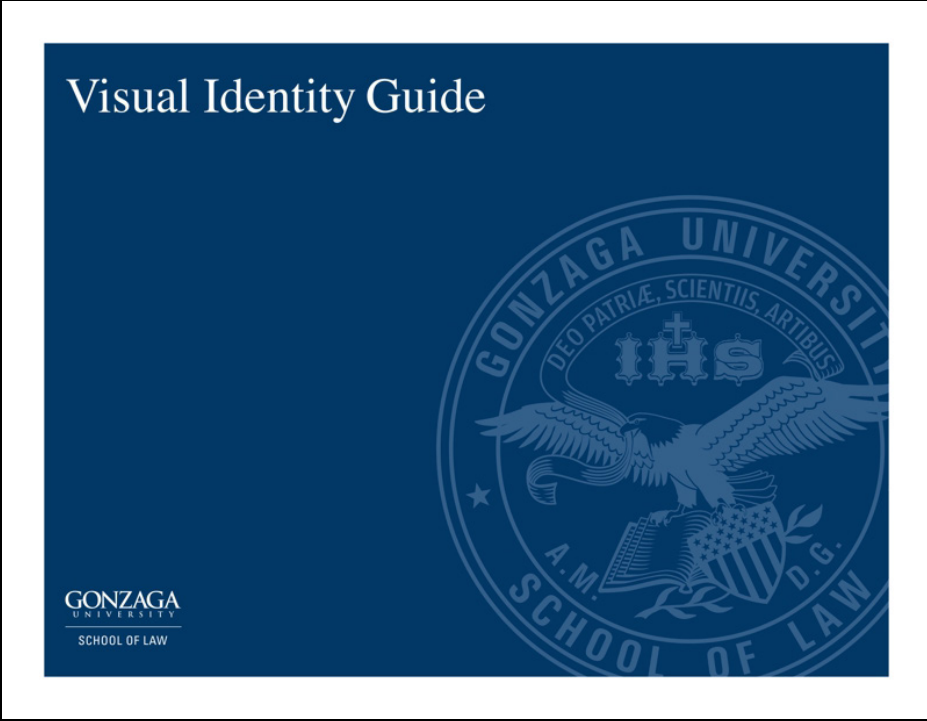 Visual Identity Guide
GONZAGA UNIVERSITY
DEO PATRIÆ, SCIENTIIS, ARTIBUS
IHS
A.M. D.G.
SCHOOL OF LAW
GONZAGA
UNIVERSITY
SCHOOL OF LAW